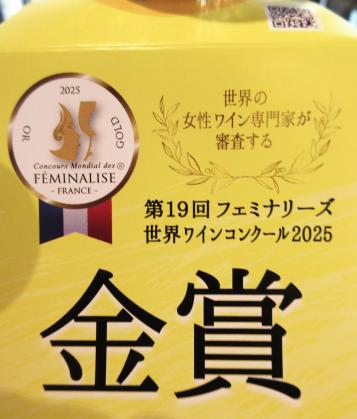 2025
GOLD
OR
Concours Mondial des ®
FÉMINALISE
- FRANCE -
世界の
女性ワイン専門家が
審査する
第19回 フェミナリーズ
世界ワインコンクール2025
金賞